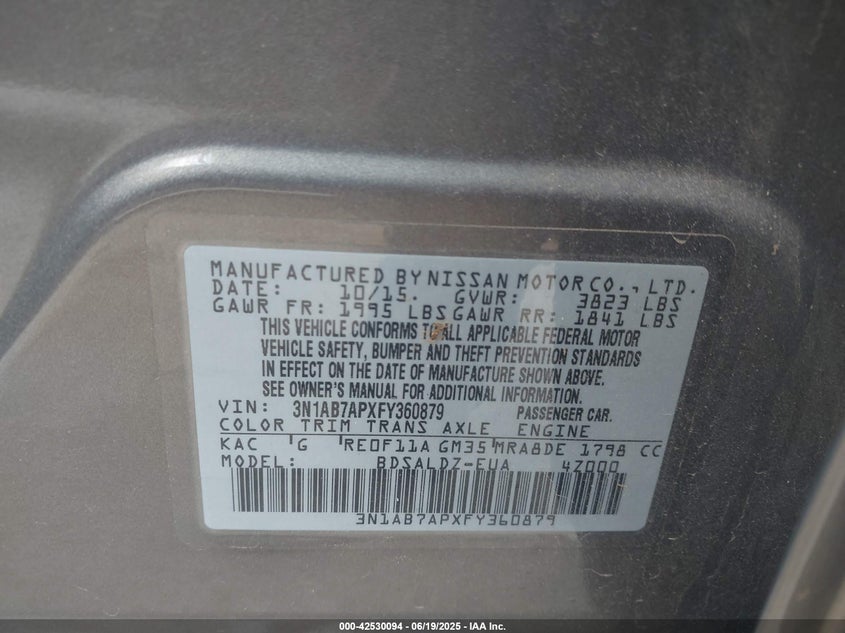 MANUFACTURED BY NISSAN MOTOR CO., LTD.
DATE: 10/15. GVWR: 3823 LBS
GAWR FR: 1995 LBS GAWR RR: 1841 LBS
THIS VEHICLE CONFORMS TO ALL APPLICABLE FEDERAL MOTOR
VEHICLE SAFETY, BUMPER AND THEFT PREVENTION STANDARDS
IN EFFECT ON THE DATE OF MANUFACTURE SHOWN ABOVE.
SEE OWNER'S MANUAL FOR ADDITIONAL INFORMATION.
VIN: 3N1AB7APXFY360879 PASSENGER CAR.
COLOR TRIM TRANS AXLE ENGINE
KAC G RE0F11A GM35 MRA8DE 1798 CC
MODEL: BDSALDZ-EUA 4Z000
3N1AB7APXFY360879
000-42530094 - 06/19/2025 - IAA Inc.